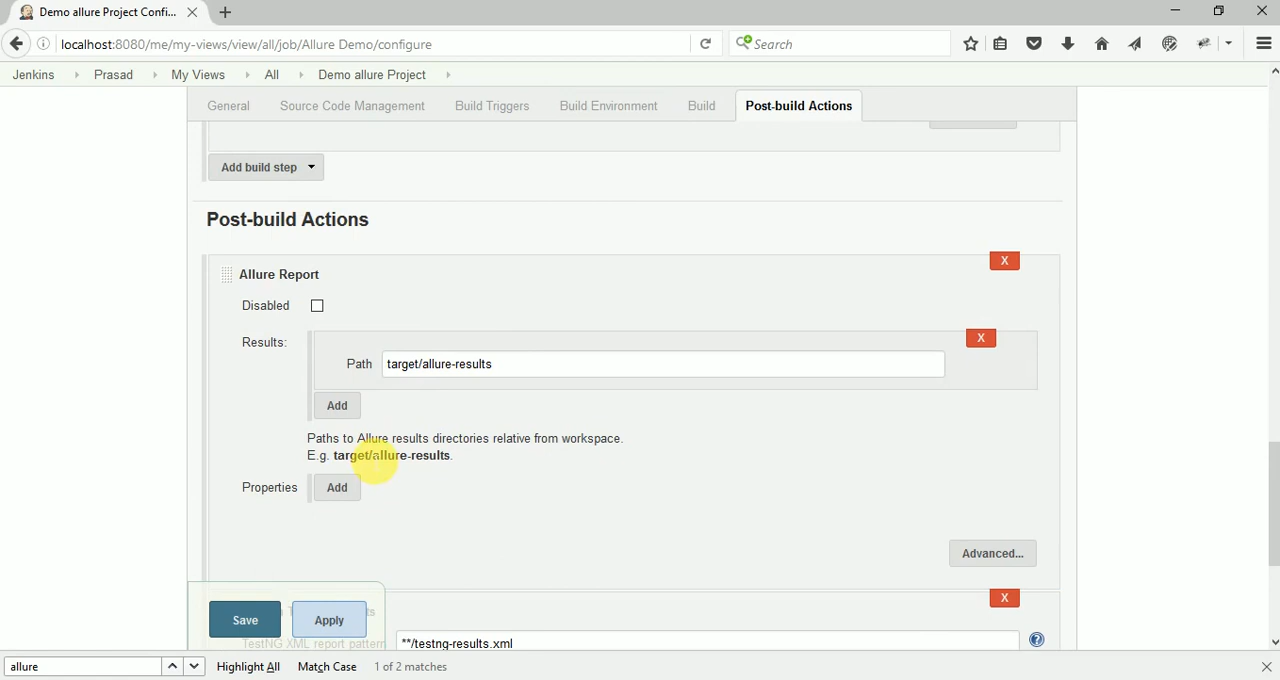 Demo allure Project Confi...
localhost:8080/me/my-views/view/all/job/Allure Demo/configure
Search
Jenkins Prasad My Views All Demo allure Project
General Source Code Management Build Triggers Build Environment Build Post-build Actions
Add build step
Post-build Actions
X
Allure Report
Disabled
Results:
X
Path target/allure-results
Add
Paths to Allure results directories relative from workspace.
E.g. target/allure-results.
Properties Add
Advanced...
X
Save Apply
TestNG XML report pattern **/testng-results.xml
allure Highlight All Match Case 1 of 2 matches